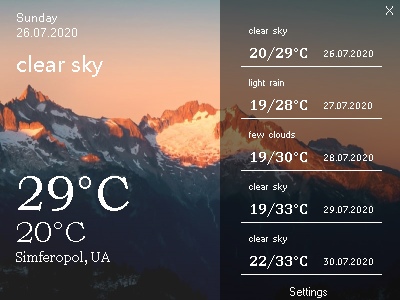 Sunday
26.07.2020
clear sky
29°C
20°C
Simferopol, UA
X
clear sky
20/29°C 26.07.2020
light rain
19/28°C 27.07.2020
few clouds
19/30°C 28.07.2020
clear sky
19/33°C 29.07.2020
clear sky
22/33°C 30.07.2020
Settings